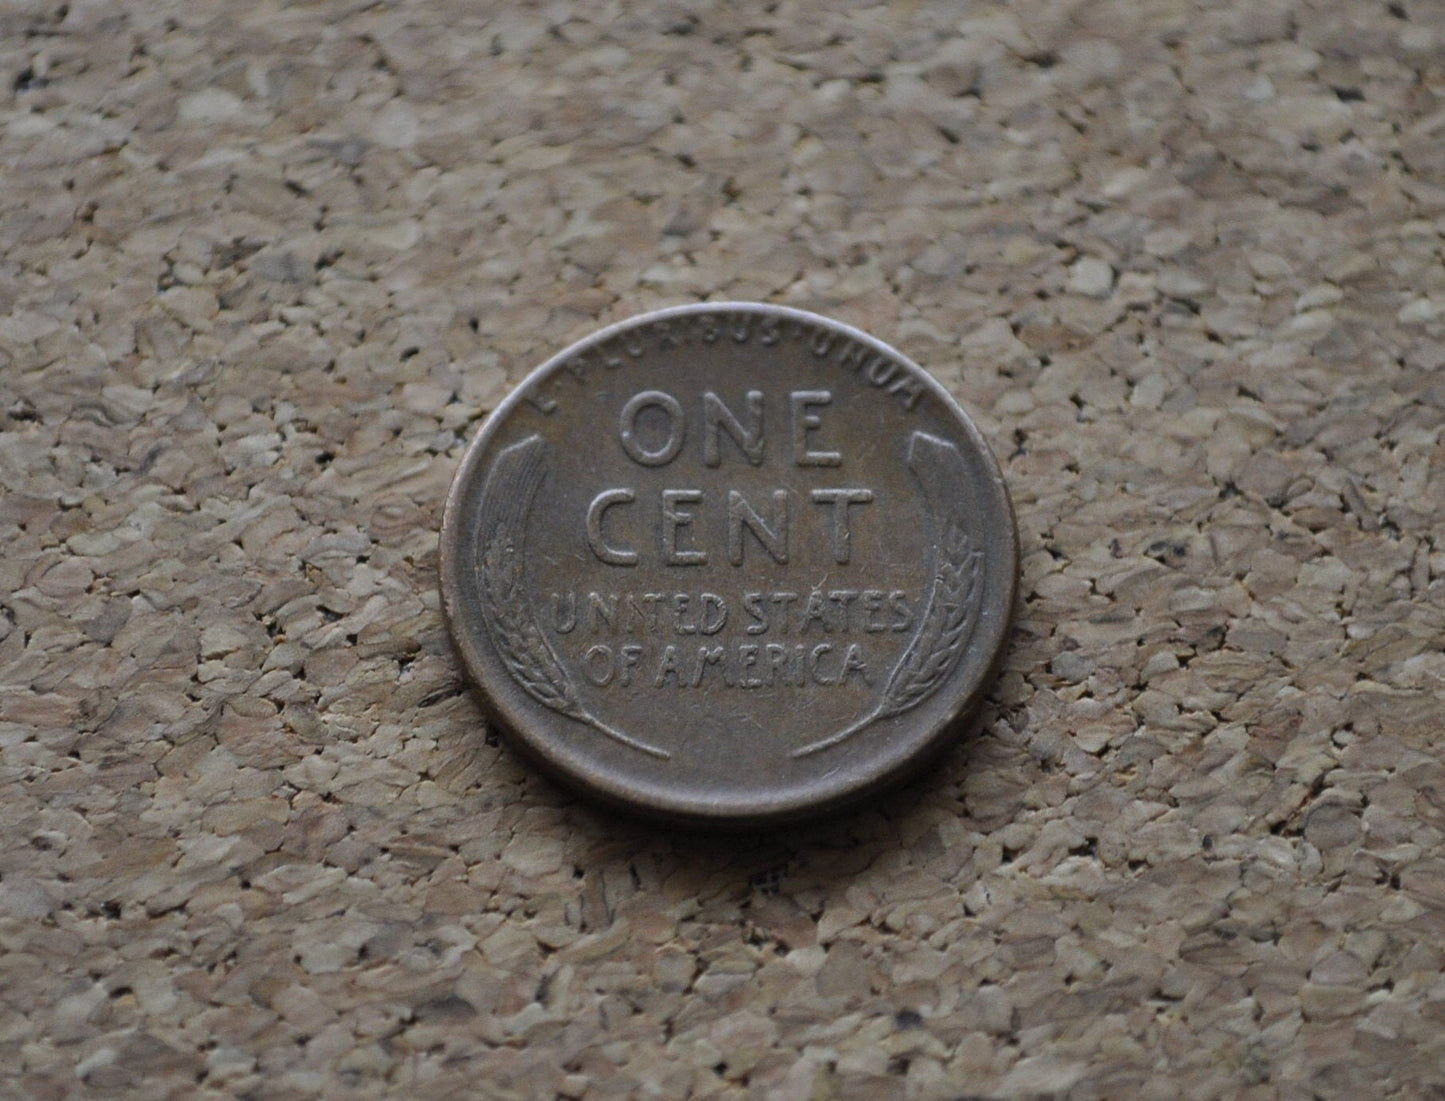 E·PLURIBUS·UNUM
ONE
CENT
UNITED STATES
OF AMERICA